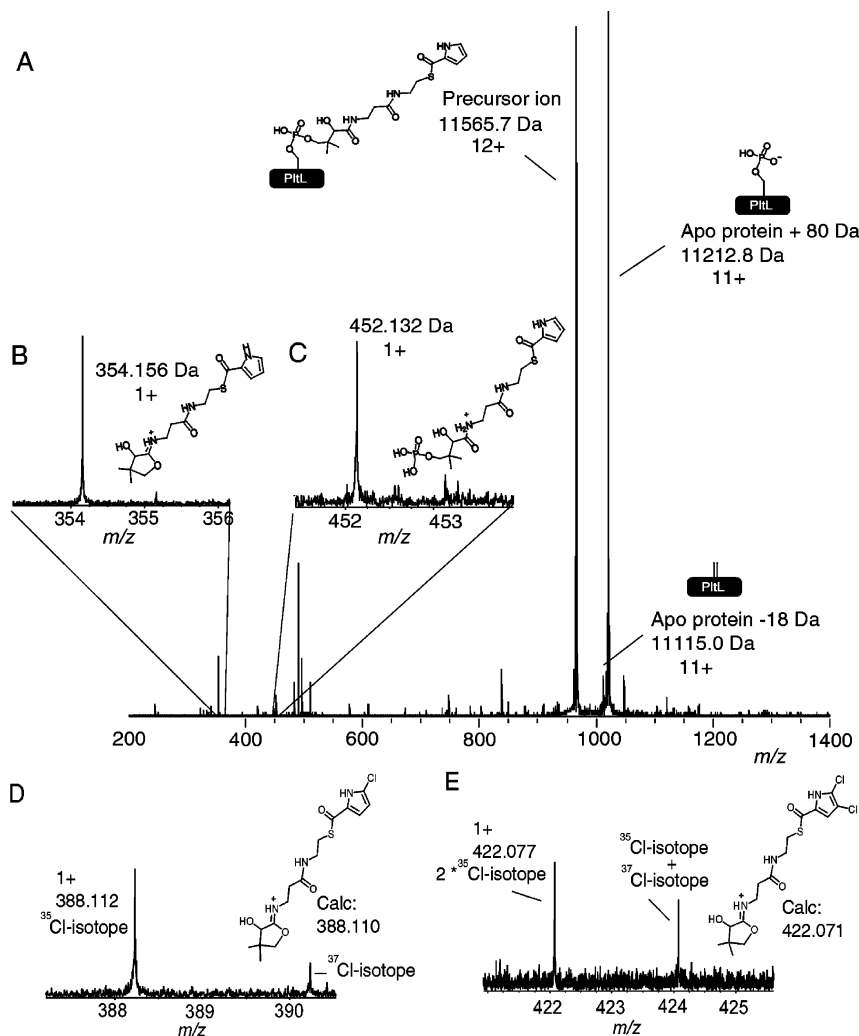 A
Precursor ion
11565.7 Da
12+
PltL
PltL
Apo protein + 80 Da
11212.8 Da
11+
B
354.156 Da
1+
354 355 356
m/z
C
452.132 Da
1+
452 453
m/z
PltL
Apo protein -18 Da
11115.0 Da
11+
200 400 600 800 1000 1200 1400
m/z
D
1+
388.112
35Cl-isotope
Calc:
388.110
37Cl-isotope
388 389 390
m/z
E
1+
422.077
2 *35Cl-isotope
35Cl-isotope
+
37Cl-isotope
Calc:
422.071
422 423 424 425
m/z